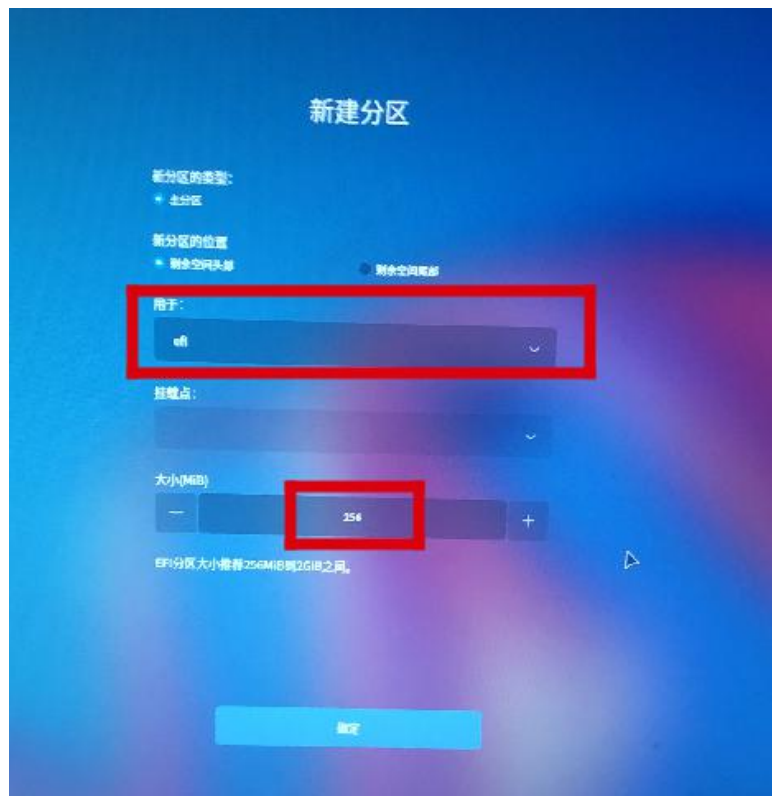 新建分区
新分区的类型:
主分区
新分区的位置
剩余空间头部 剩余空间尾部
用于:
efi
挂载点:
大小(MiB)
256
EFI分区大小推荐256MiB到2GiB之间。
确定